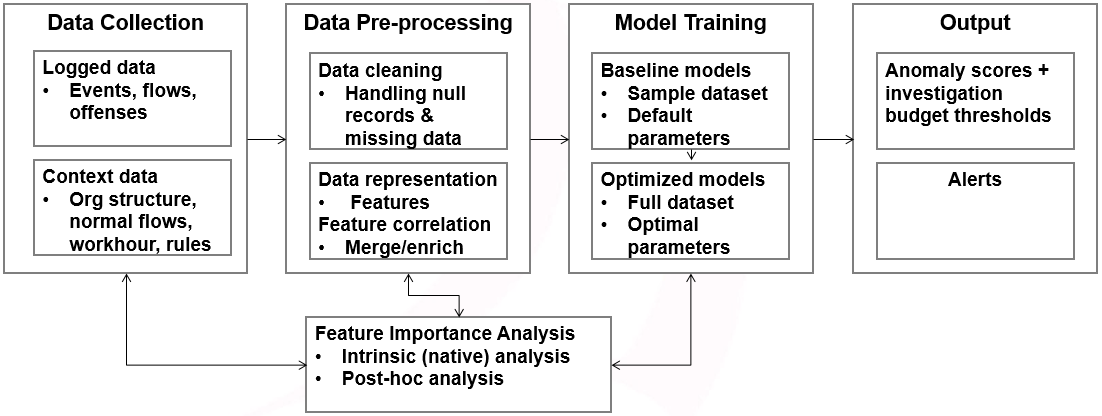 Data Collection
Logged data
• Events, flows,
offenses
Context data
• Org structure,
normal flows,
workhour, rules
Data Pre-processing
Data cleaning
• Handling null
records &
missing data
Data representation
• Features
Feature correlation
• Merge/enrich
Model Training
Baseline models
• Sample dataset
• Default
parameters
Optimized models
• Full dataset
• Optimal
parameters
Output
Anomaly scores +
investigation
budget thresholds
Alerts
Feature Importance Analysis
• Intrinsic (native) analysis
• Post-hoc analysis